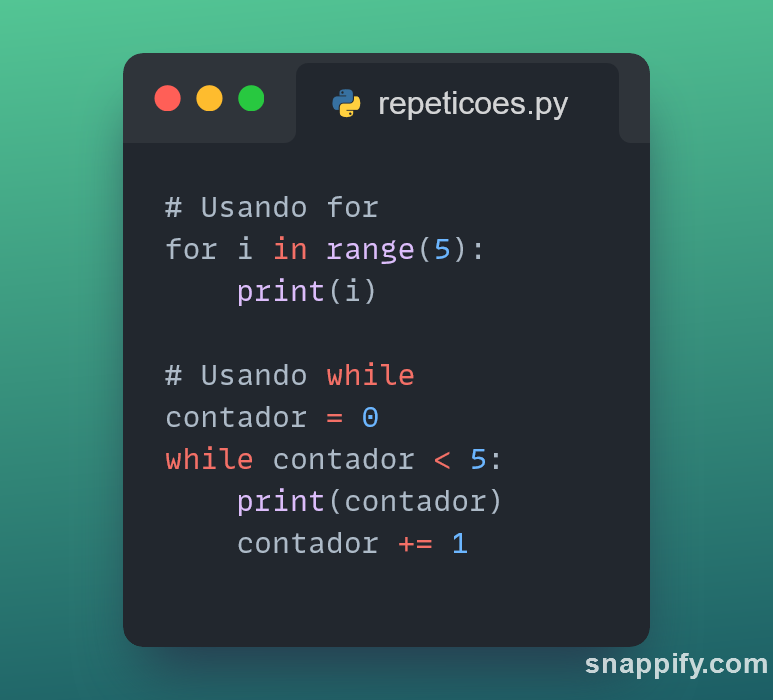 repeticoes.py
# Usando for
for i in range(5):
    print(i)
# Usando while
contador = 0
while contador < 5:
    print(contador)
    contador += 1
snappify.com